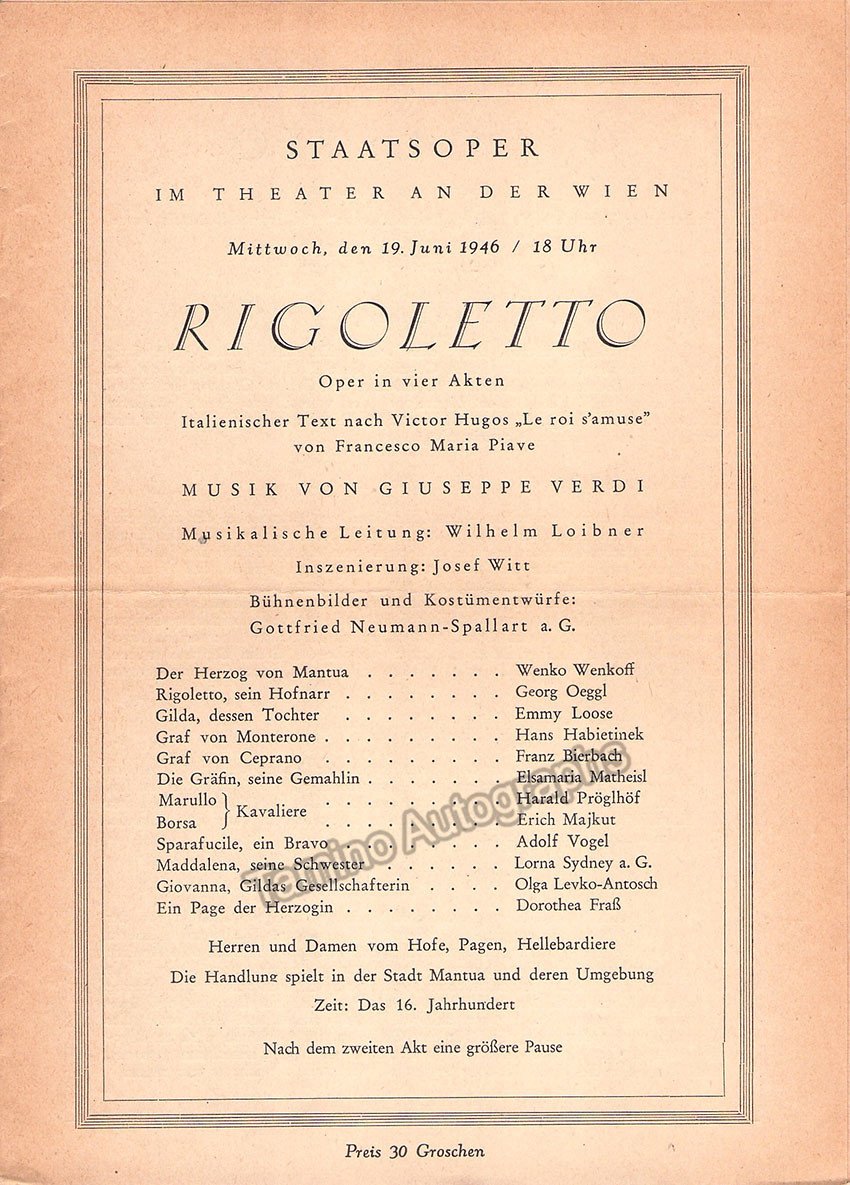 STAATSOPER
IM THEATER AN DER WIEN
Mittwoch, den 19. Juni 1946 / 18 Uhr
RIGOLETTO
Oper in vier Akten
Italienischer Text nach Victor Hugos „Le roi s'amuse”
von Francesco Maria Piave
MUSIK VON GIUSEPPE VERDI
Musikalische Leitung: Wilhelm Loibner
Inszenierung: Josef Witt
Bühnenbilder und Kostümentwürfe:
Gottfried Neumann-Spallart a. G.
Der Herzog von Mantua . . . . . . . Wenko Wenkoff
Rigoletto, sein Hofnarr . . . . . . . . Georg Oeggl
Gilda, dessen Tochter . . . . . . . . Emmy Loose
Graf von Monterone . . . . . . . . . Hans Habietinek
Graf von Ceprano . . . . . . . . . Franz Bierbach
Die Gräfin, seine Gemahlin . . . . . . . Elsamaria Matheisl
Marullo } Kavaliere . . . . . . . . . Harald Pröglhöf
Borsa . . . . . . . . . Erich Majkut
Sparafucile, ein Bravo . . . . . . . . Adolf Vogel
Maddalena, seine Schwester . . . . . . Lorna Sydney a. G.
Giovanna, Gildas Gesellschafterin . . . . Olga Levko-Antosch
Ein Page der Herzogin . . . . . . . . Dorothea Fraß
Herren und Damen vom Hofe, Pagen, Hellebardiere
Die Handlung spielt in der Stadt Mantua und deren Umgebung
Zeit: Das 16. Jahrhundert
Nach dem zweiten Akt eine größere Pause
Preis 30 Groschen
Tamino Autographs